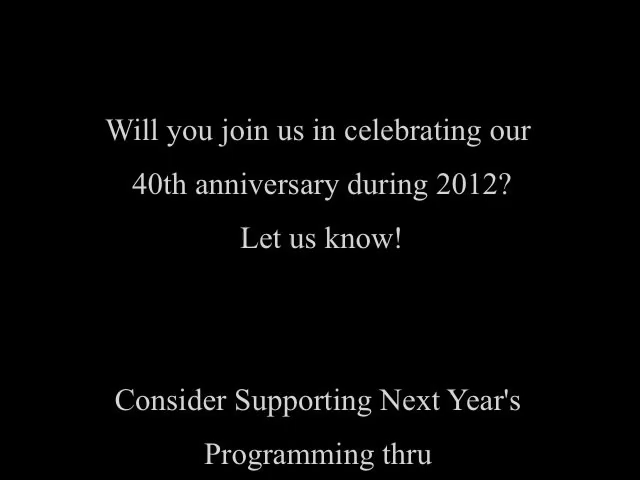 Will you join us in celebrating our
40th anniversary during 2012?
Let us know!
Consider Supporting Next Year's
Programming thru